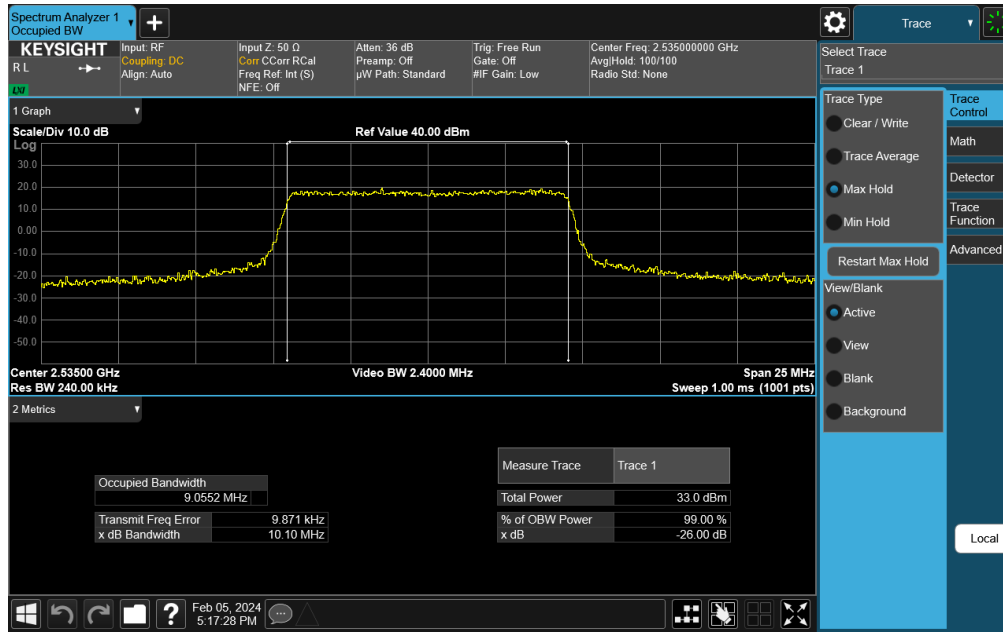 Spectrum Analyzer 1
Occupied BW
Trace
KEYSIGHT
R L
LXI
Input: RF
Coupling: DC
Align: Auto
Input Z: 50 Ω
Corr CCorr RCal
Freq Ref: Int (S)
NFE: Off
Atten: 36 dB
Preamp: Off
µW Path: Standard
Trig: Free Run
Gate: Off
#IF Gain: Low
Center Freq: 2.535000000 GHz
Avg|Hold: 100/100
Radio Std: None
Select Trace
Trace 1
1 Graph
Scale/Div 10.0 dB
Ref Value 40.00 dBm
Log
30.0
20.0
10.0
0.00
-10.0
-20.0
-30.0
-40.0
-50.0
Center 2.53500 GHz
Video BW 2.4000 MHz
Span 25 MHz
Res BW 240.00 kHz
Sweep 1.00 ms (1001 pts)
Trace Type
Clear / Write
Trace Average
Max Hold
Min Hold
Restart Max Hold
View/Blank
Active
View
Blank
Background
Trace
Control
Math
Detector
Trace
Function
Advanced
2 Metrics
Occupied Bandwidth
9.0552 MHz
Transmit Freq Error 9.871 kHz
x dB Bandwidth 10.10 MHz
Measure Trace Trace 1
Total Power 33.0 dBm
% of OBW Power 99.00 %
x dB -26.00 dB
Local
?
Feb 05, 2024
5:17:28 PM